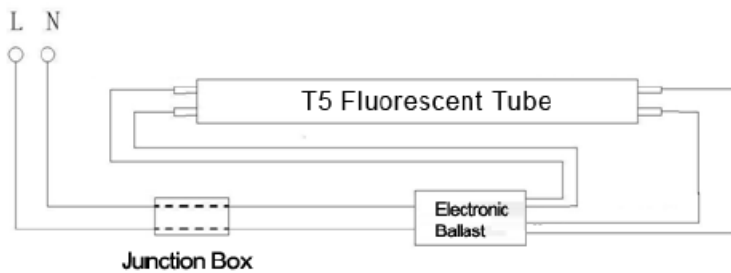 L N
T5 Fluorescent Tube
Electronic
Ballast
Junction Box